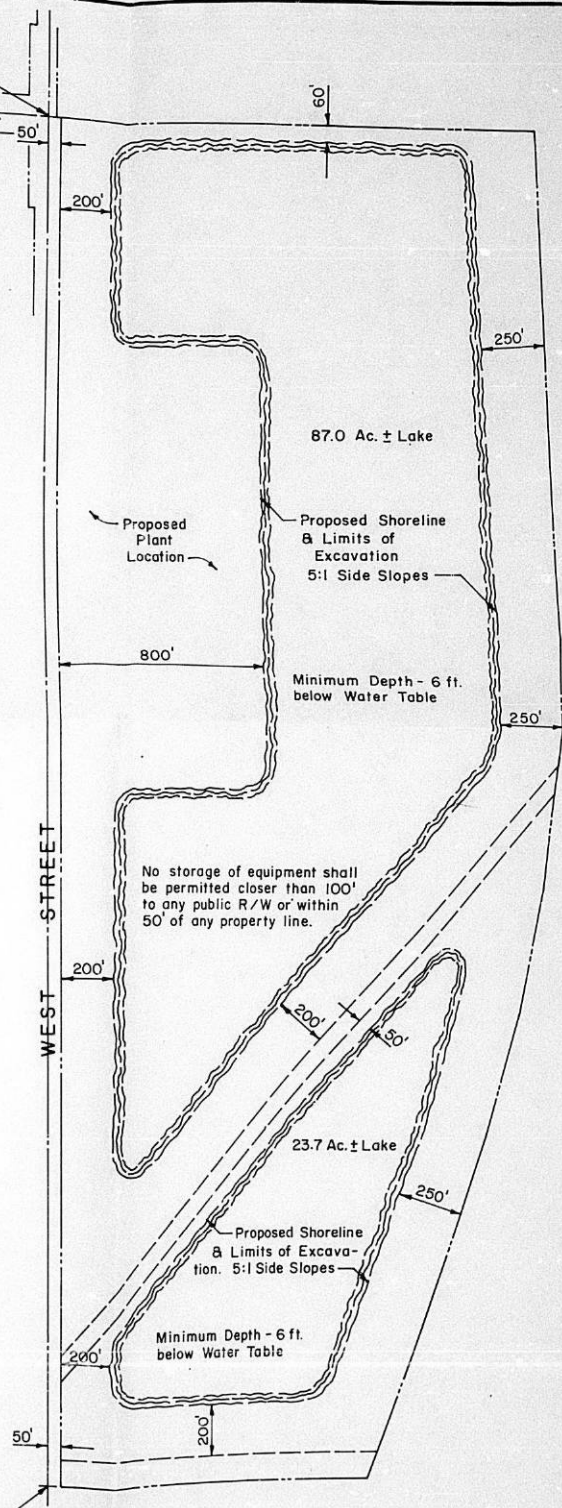 60'
50'
200'
250'
87.0 Ac. ± Lake
Proposed
Plant
Location
Proposed Shoreline
& Limits of
Excavation
5:1 Side Slopes
800'
Minimum Depth - 6 ft.
below Water Table
250'
WEST STREET
No storage of equipment shall
be permitted closer than 100'
to any public R/W or within
50' of any property line.
200'
200'
50'
23.7 Ac. ± Lake
250'
Proposed Shoreline
& Limits of Excava-
tion. 5:1 Side Slopes
Minimum Depth - 6 ft.
below Water Table
200'
200'
50'